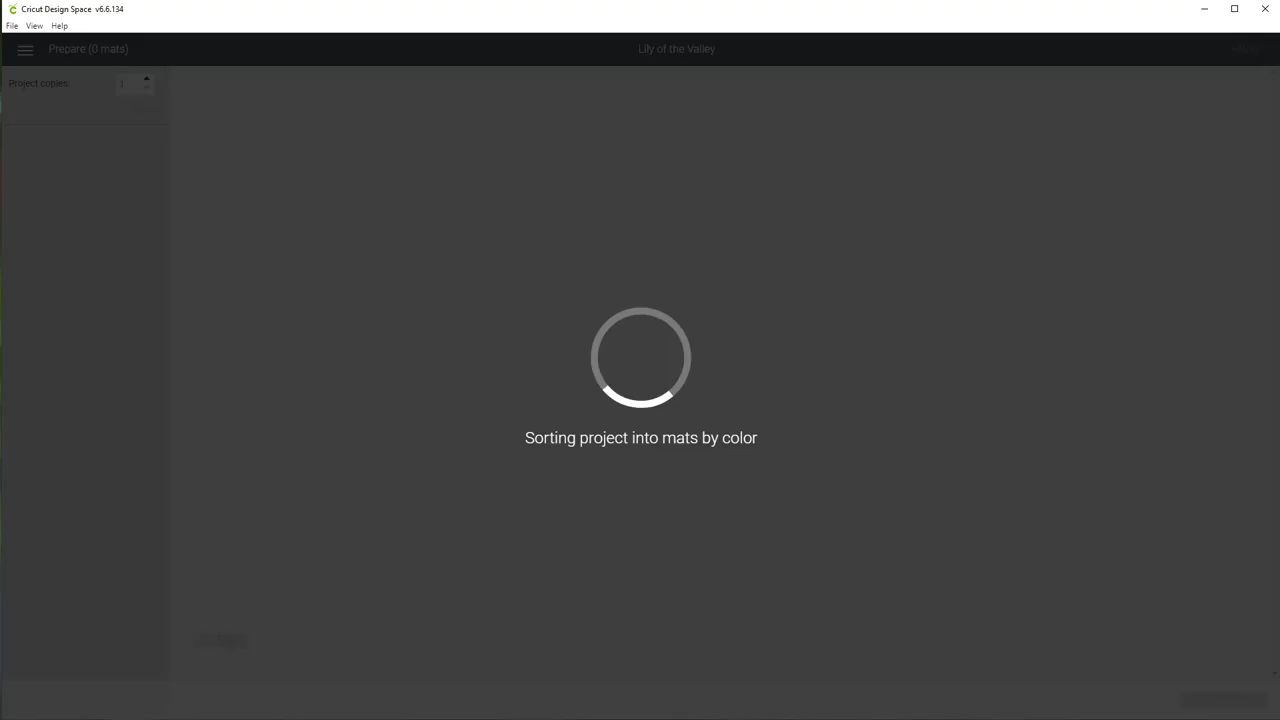 Cricut Design Space v6.6.134
File View Help
Prepare (0 mats)
Lily of the Valley
Project copies:
1
Sorting project into mats by color